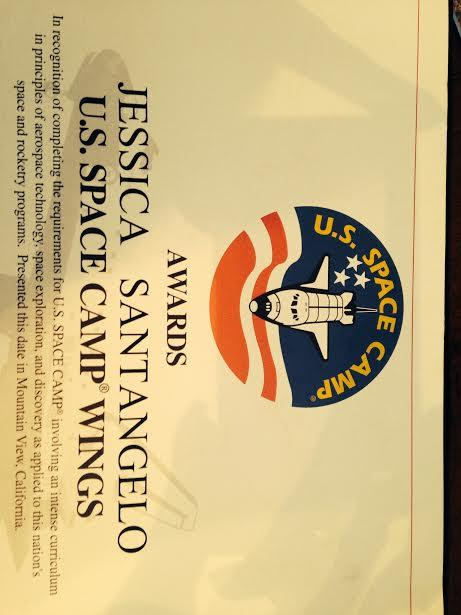 U.S. SPACE CAMP®
AWARDS
JESSICA SANTANGELO
U.S. SPACE CAMP® WINGS
In recognition of completing the requirements for U.S. SPACE CAMP® involving an intense curriculum
in principles of aerospace technology, space exploration, and discovery as applied to this nation's
space and rocketry programs. Presented this date in Mountain View, California.